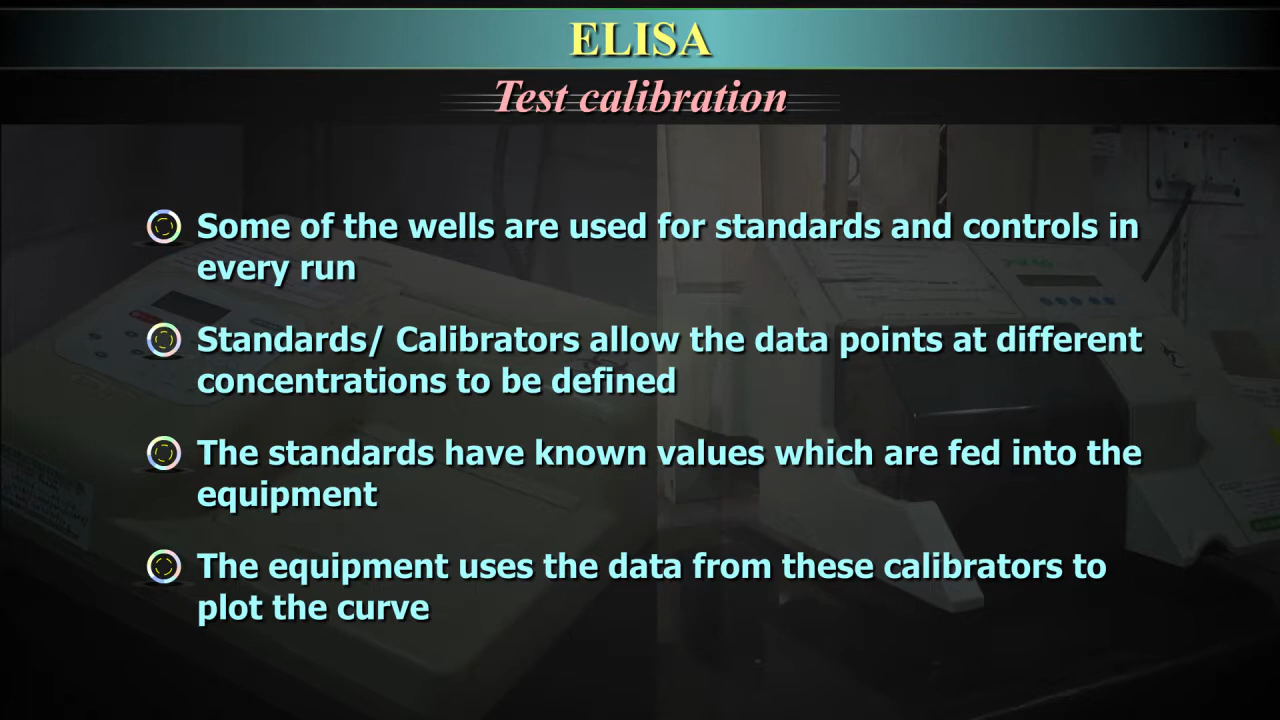 ELISA
Test calibration
Some of the wells are used for standards and controls in
every run
Standards/ Calibrators allow the data points at different
concentrations to be defined
The standards have known values which are fed into the
equipment
The equipment uses the data from these calibrators to
plot the curve